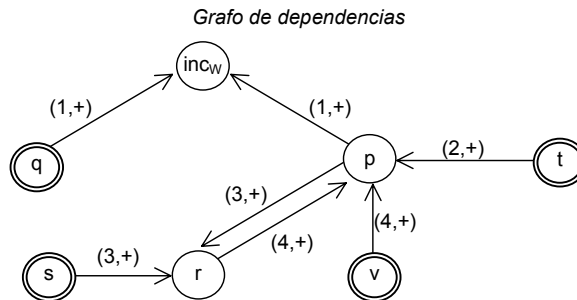 Grafo de dependencias
inc_W
(1,+) (1,+)
q p (2,+) t
(3,+) (4,+) (4,+)
s (3,+) r v